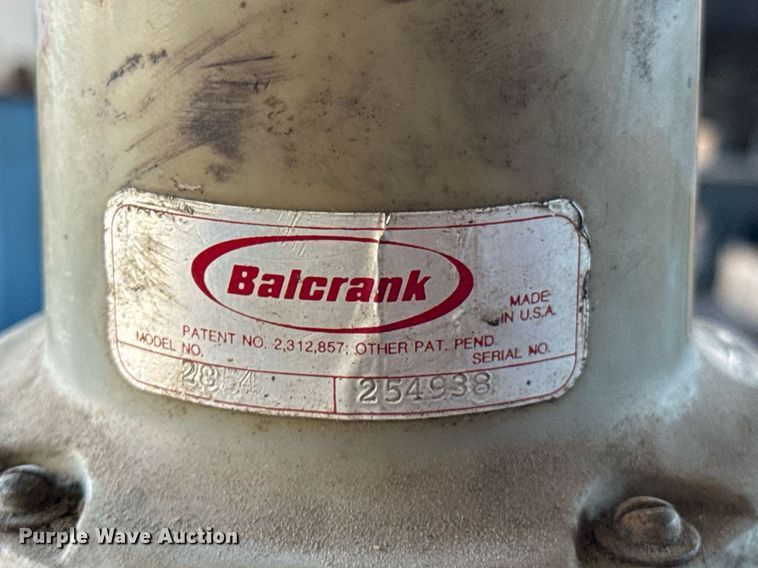 Balcrank
MADE
IN U.S.A.
PATENT NO. 2,312,857; OTHER PAT. PEND.
MODEL NO.
SERIAL NO.
254938
Purple Wave Auction